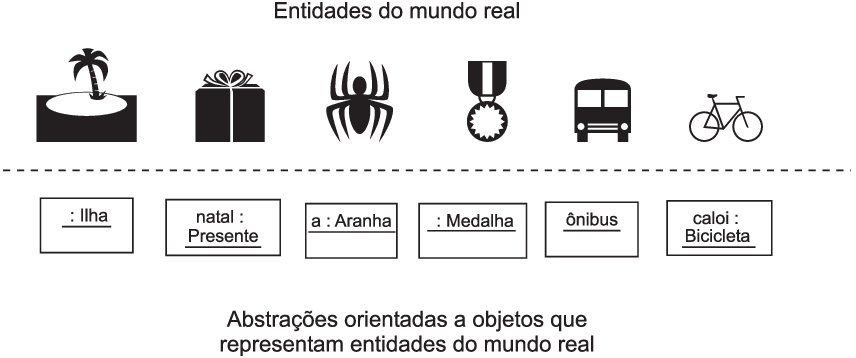 Entidades do mundo real
: Ilha
natal :
Presente
a : Aranha
: Medalha
ônibus
caloi :
Bicicleta
Abstrações orientadas a objetos que
representam entidades do mundo real